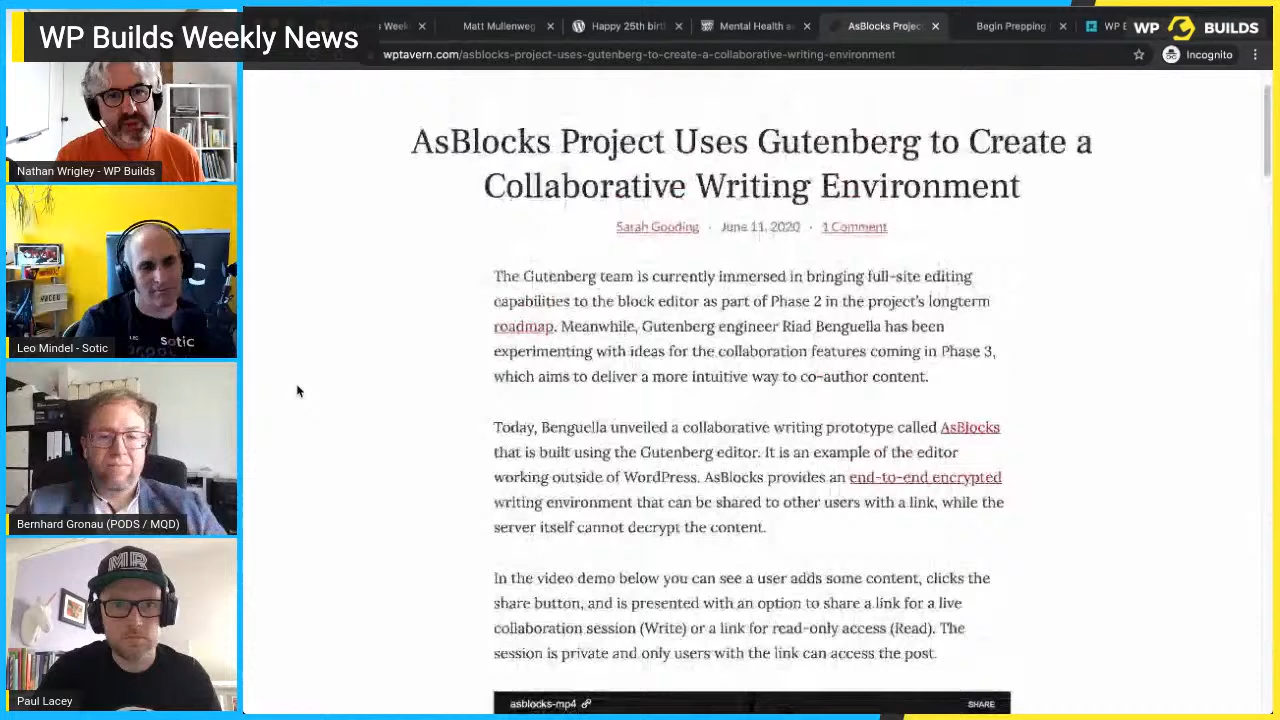 WP Builds Weekly News
s Week
Matt Mullenweg
Happy 25th birt
Mental Health a
AsBlocks Projec
Begin Prepping
WP E
WP BUILDS
wptavern.com/asblocks-project-uses-gutenberg-to-create-a-collaborative-writing-environment
Incognito
AsBlocks Project Uses Gutenberg to Create a
Collaborative Writing Environment
Sarah Gooding · June 11, 2020 · 1 Comment
The Gutenberg team is currently immersed in bringing full-site editing
capabilities to the block editor as part of Phase 2 in the project's longterm
roadmap. Meanwhile, Gutenberg engineer Riad Benguella has been
experimenting with ideas for the collaboration features coming in Phase 3,
which aims to deliver a more intuitive way to co-author content.
Today, Benguella unveiled a collaborative writing prototype called AsBlocks
that is built using the Gutenberg editor. It is an example of the editor
working outside of WordPress. AsBlocks provides an end-to-end encrypted
writing environment that can be shared to other users with a link, while the
server itself cannot decrypt the content.
In the video demo below you can see a user adds some content, clicks the
share button, and is presented with an option to share a link for a live
collaboration session (Write) or a link for read-only access (Read). The
session is private and only users with the link can access the post.
asblocks-mp4
SHARE
Nathan Wrigley - WP Builds
Sotic
Leo Mindel - Sotic
Bernhard Gronau (PODS / MQD)
MR
Paul Lacey